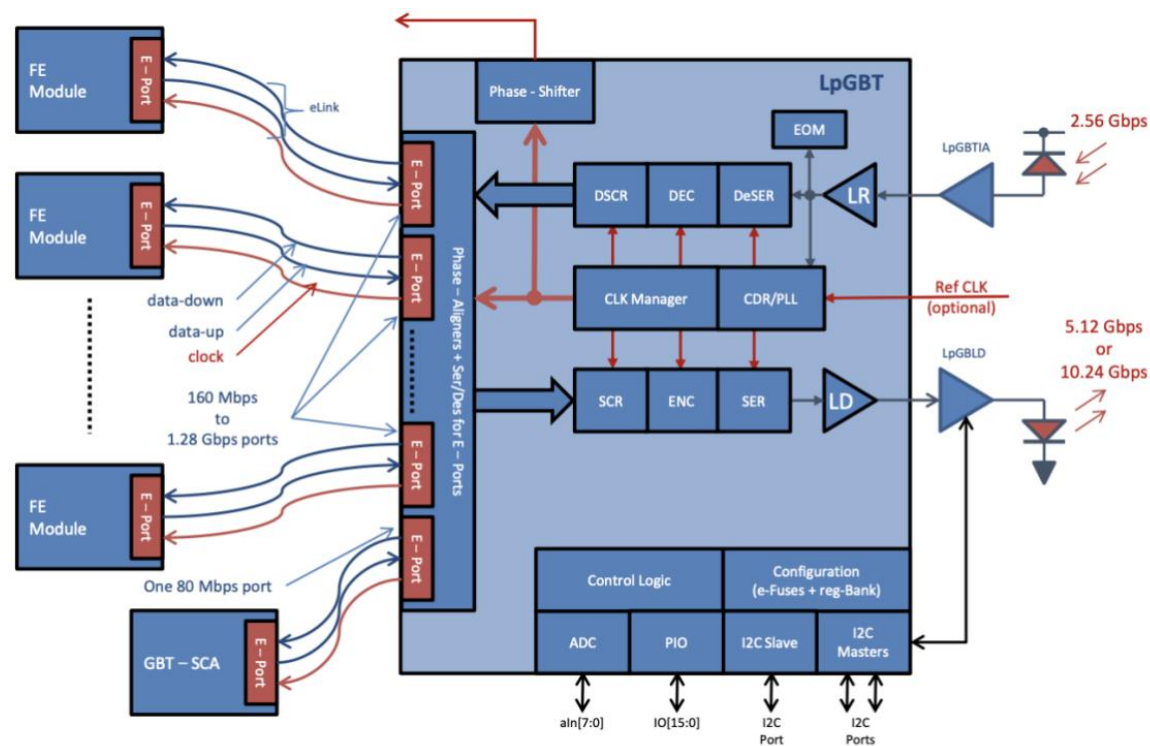 FE
Module
E – Port
eLink
FE
Module
E – Port
data-down
data-up
clock
160 Mbps
to
1.28 Gbps ports
FE
Module
E – Port
One 80 Mbps port
GBT – SCA
E – Port
E – Port
E – Port
E – Port
E – Port
Phase – Aligners + Ser/Des for E – Ports
Phase - Shifter
LpGBT
EOM
DSCR
DEC
DeSER
LR
LpGBTIA
2.56 Gbps
CLK Manager
CDR/PLL
Ref CLK
(optional)
SCR
ENC
SER
LD
LpGBLD
5.12 Gbps
or
10.24 Gbps
Control Logic
Configuration
(e-Fuses + reg-Bank)
ADC
PIO
I2C Slave
I2C
Masters
aIn[7:0]
IO[15:0]
I2C
Port
I2C
Ports